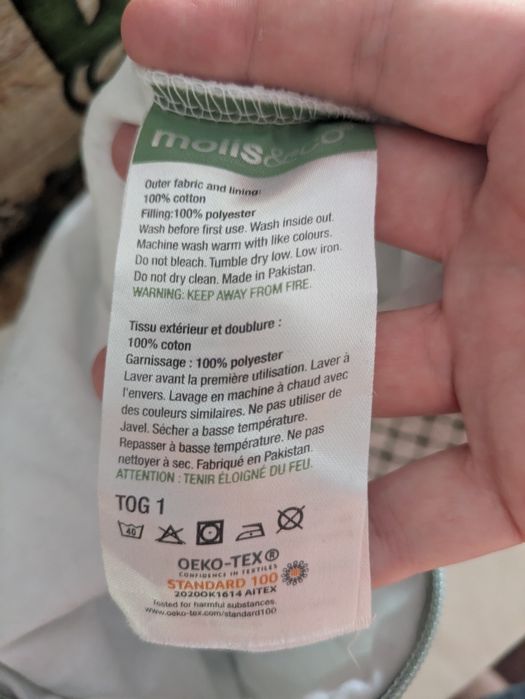 molis&co
Outer fabric and lining:
100% cotton
Filling:100% polyester
Wash before first use. Wash inside out.
Machine wash warm with like colours.
Do not bleach. Tumble dry low. Low iron.
Do not dry clean. Made in Pakistan.
WARNING: KEEP AWAY FROM FIRE.
Tissu extérieur et doublure :
100% coton
Garnissage : 100% polyester
Laver avant la première utilisation. Laver à
l'envers. Lavage en machine à chaud avec
des couleurs similaires. Ne pas utiliser de
Javel. Sécher a basse température.
Repasser à basse température. Ne pas
nettoyer à sec. Fabriqué en Pakistan.
ATTENTION : TENIR ÉLOIGNÉ DU FEU.
TOG 1
40
OEKO-TEX®
CONFIDENCE IN TEXTILES
STANDARD 100
2020OK1614 AITEX
Tested for harmful substances.
www.oeko-tex.com/standard100